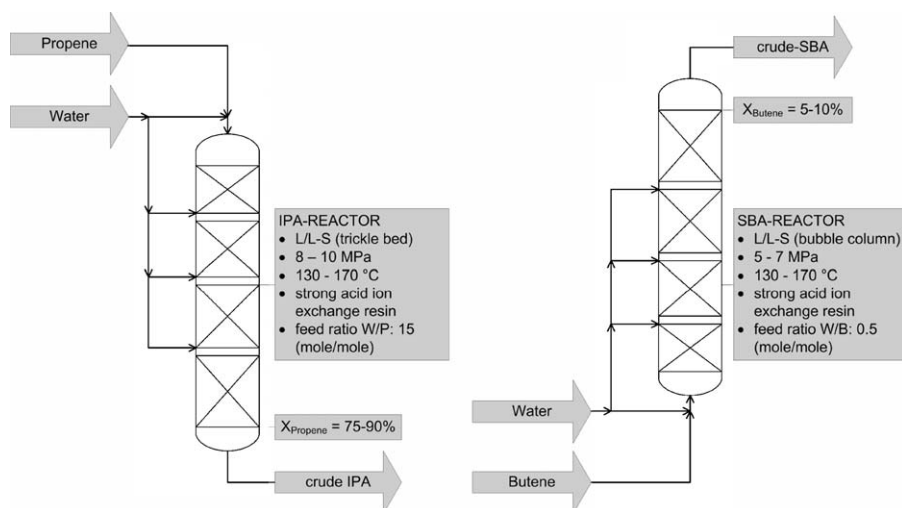 Propene
Water
IPA-REACTOR
• L/L-S (trickle bed)
• 8 – 10 MPa
• 130 - 170 °C
• strong acid ion
exchange resin
• feed ratio W/P: 15
(mole/mole)
X Propene = 75-90%
crude IPA
crude-SBA
X Butene = 5-10%
SBA-REACTOR
• L/L-S (bubble column)
• 5 - 7 MPa
• 130 - 170 °C
• strong acid ion
exchange resin
• feed ratio W/B: 0.5
(mole/mole)
Water
Butene